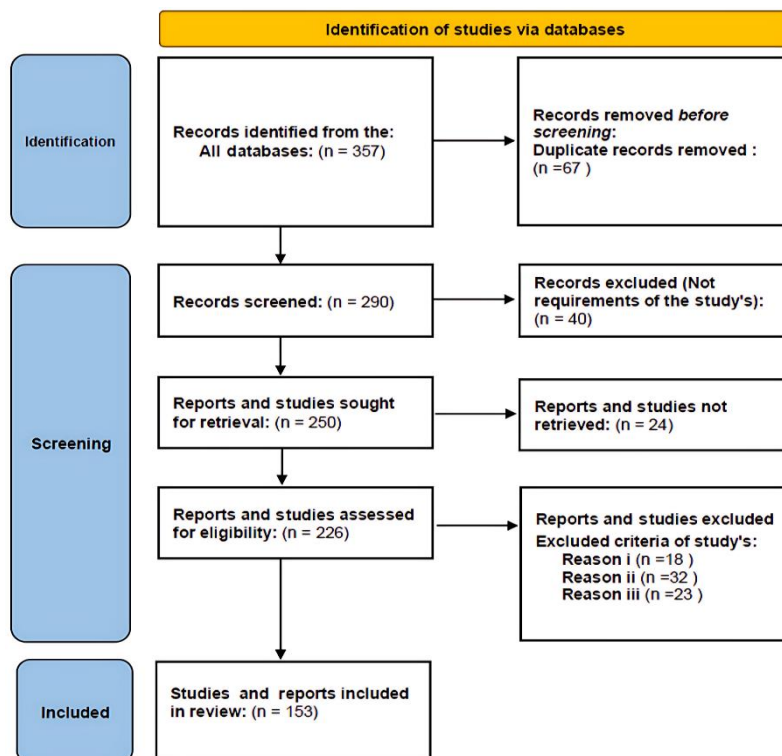 Identification of studies via databases
Identification
Records identified from the:
All databases: (n = 357)
Records removed before
screening:
Duplicate records removed :
(n =67 )
Screening
Records screened: (n = 290)
Records excluded (Not
requirements of the study's):
(n = 40)
Reports and studies sought
for retrieval: (n = 250)
Reports and studies not
retrieved: (n = 24)
Reports and studies assessed
for eligibility: (n = 226)
Reports and studies excluded
Excluded criteria of study's:
Reason i (n =18 )
Reason ii (n =32 )
Reason iii (n =23 )
Included
Studies and reports included
in review: (n = 153)